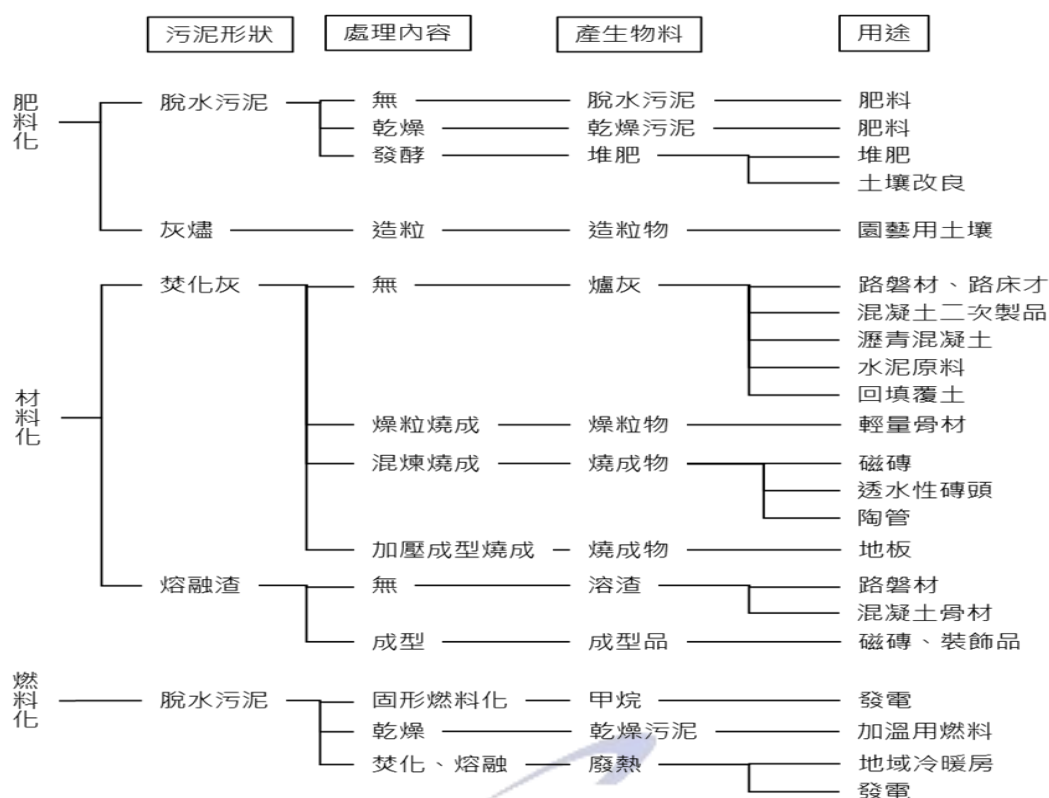 污泥形狀 處理內容 產生物料 用途
肥料化 脫水污泥 無 脫水污泥 肥料
乾燥 乾燥污泥 肥料
發酵 堆肥 堆肥
土壤改良
灰燼 造粒 造粒物 園藝用土壤
材料化 焚化灰 無 爐灰 路磐材、路床才
混凝土二次製品
瀝青混凝土
水泥原料
回填覆土
燥粒燒成 燥粒物 輕量骨材
混煉燒成 燒成物 磁磚
透水性磚頭
陶管
加壓成型燒成 燒成物 地板
熔融渣 無 溶渣 路磐材
混凝土骨材
成型 成型品 磁磚、裝飾品
燃料化 脫水污泥 固形燃料化 甲烷 發電
乾燥 乾燥污泥 加溫用燃料
焚化、熔融 廢熱 地域冷暖房
發電